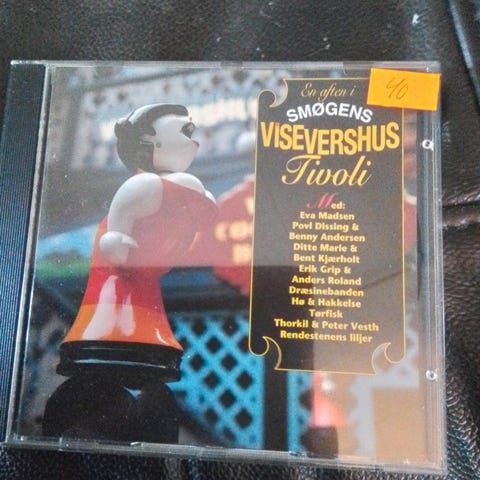 En aften i
SMØGENS
VISEVERSHUS
Tivoli
Med:
Eva Madsen
Povl Dissing &
Benny Andersen
Ditte Marie &
Bent Kjærholt
Erik Grip &
Anders Roland
Dræsinebanden
Hø & Hakkelse
Tørfisk
Thorkil & Peter Vesth
Rendestenens liljer
40